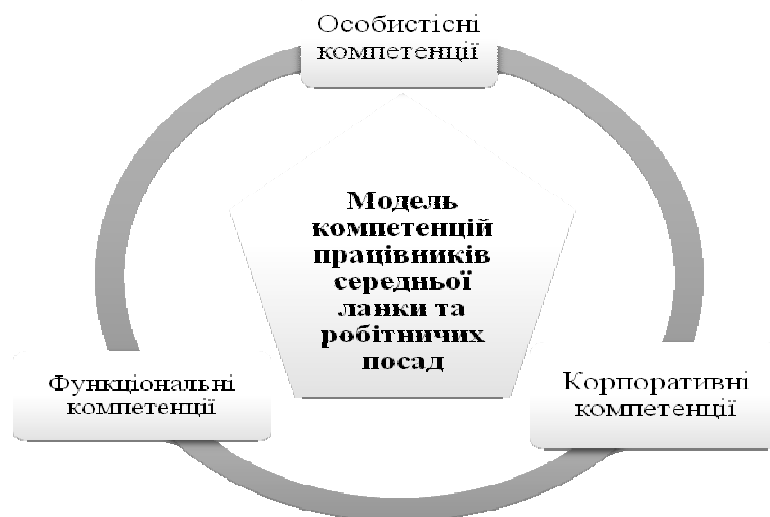 Особистісні
компетенції
Модель
компетенцій
працівників
середньої
ланки та
робітничих
посад
Функціональні
компетенції
Корпоративні
компетенції